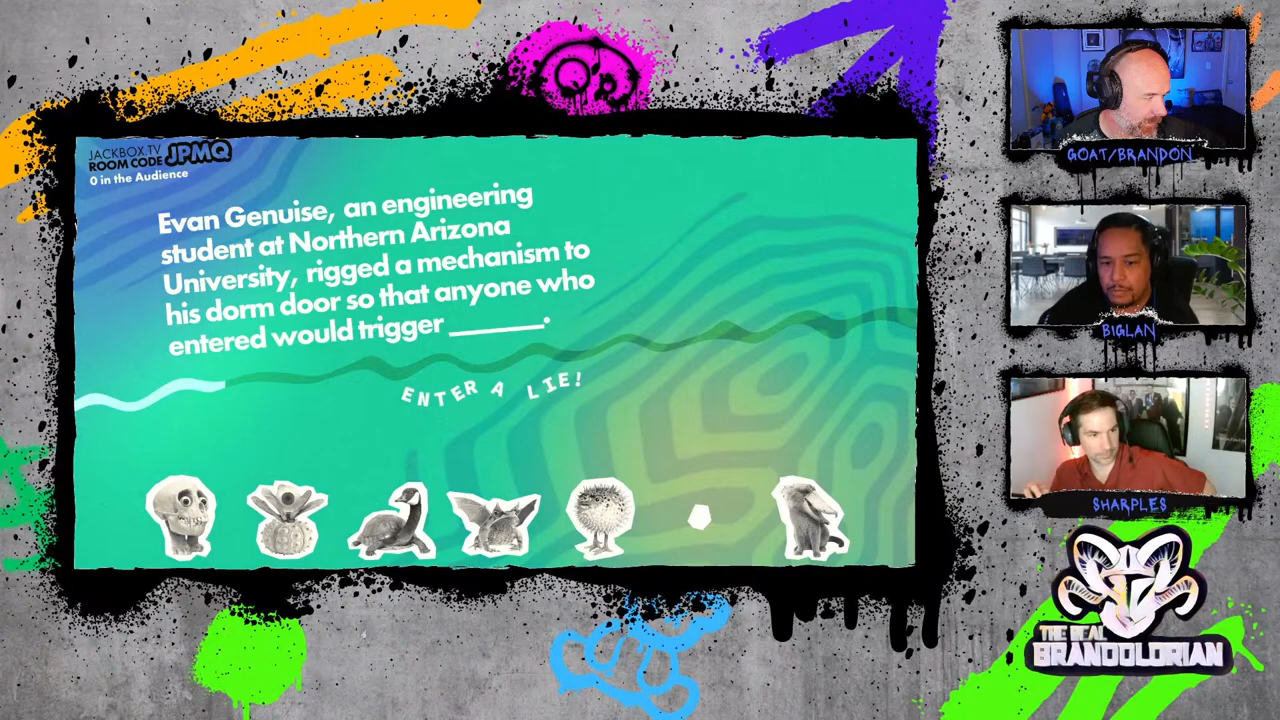 JACKBOX.TV
ROOM CODE JPMQ
0 in the Audience
Evan Genuise, an engineering
student at Northern Arizona
University, rigged a mechanism to
his dorm door so that anyone who
entered would trigger ______.
ENTER A LIE!
GOAT/BRANDON
BIGLAN
SHARPLES
THE REAL
BRANDOLORIAN